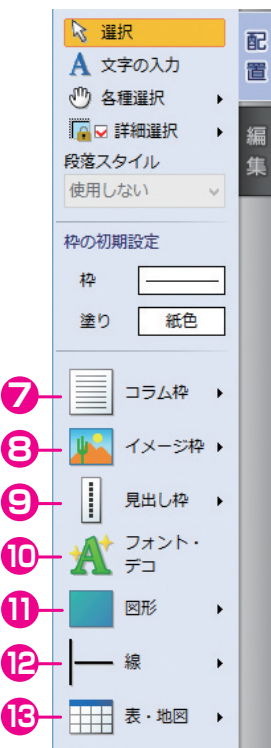 選択
配置
A 文字の入力
各種選択
詳細選択
編集
段落スタイル
使用しない
枠の初期設定
枠
塗り 紙色
7 コラム枠
8 イメージ枠
9 見出し枠
10 A フォント・
デコ
11 図形
12 線
13 表・地図